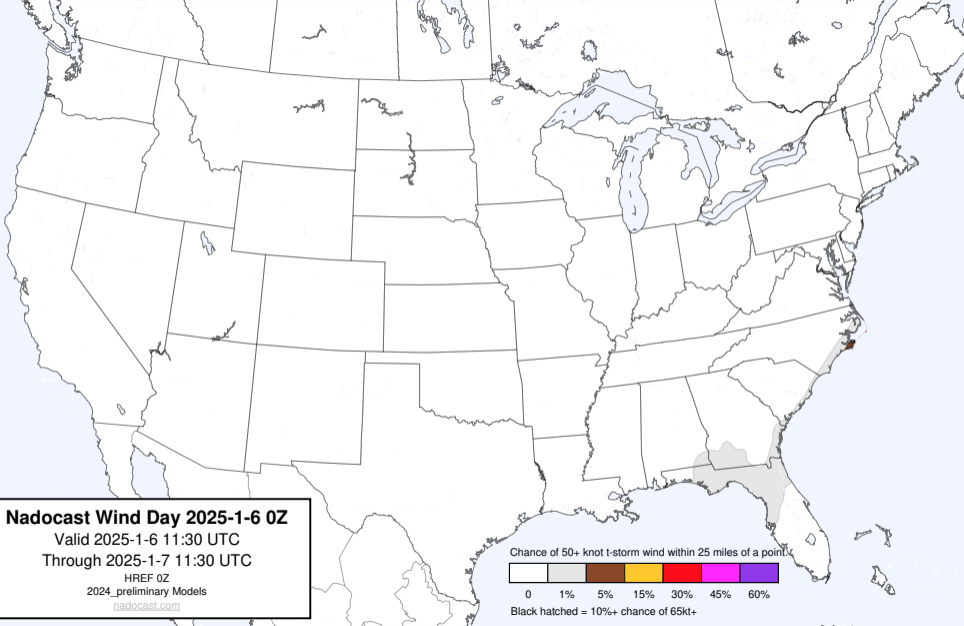 Nadocast Wind Day 2025-1-6 0Z
Valid 2025-1-6 11:30 UTC
Through 2025-1-7 11:30 UTC
HREF 0Z
2024_preliminary Models
nadocast.com
Chance of 50+ knot t-storm wind within 25 miles of a point.
0 1% 5% 15% 30% 45% 60%
Black hatched = 10%+ chance of 65kt+